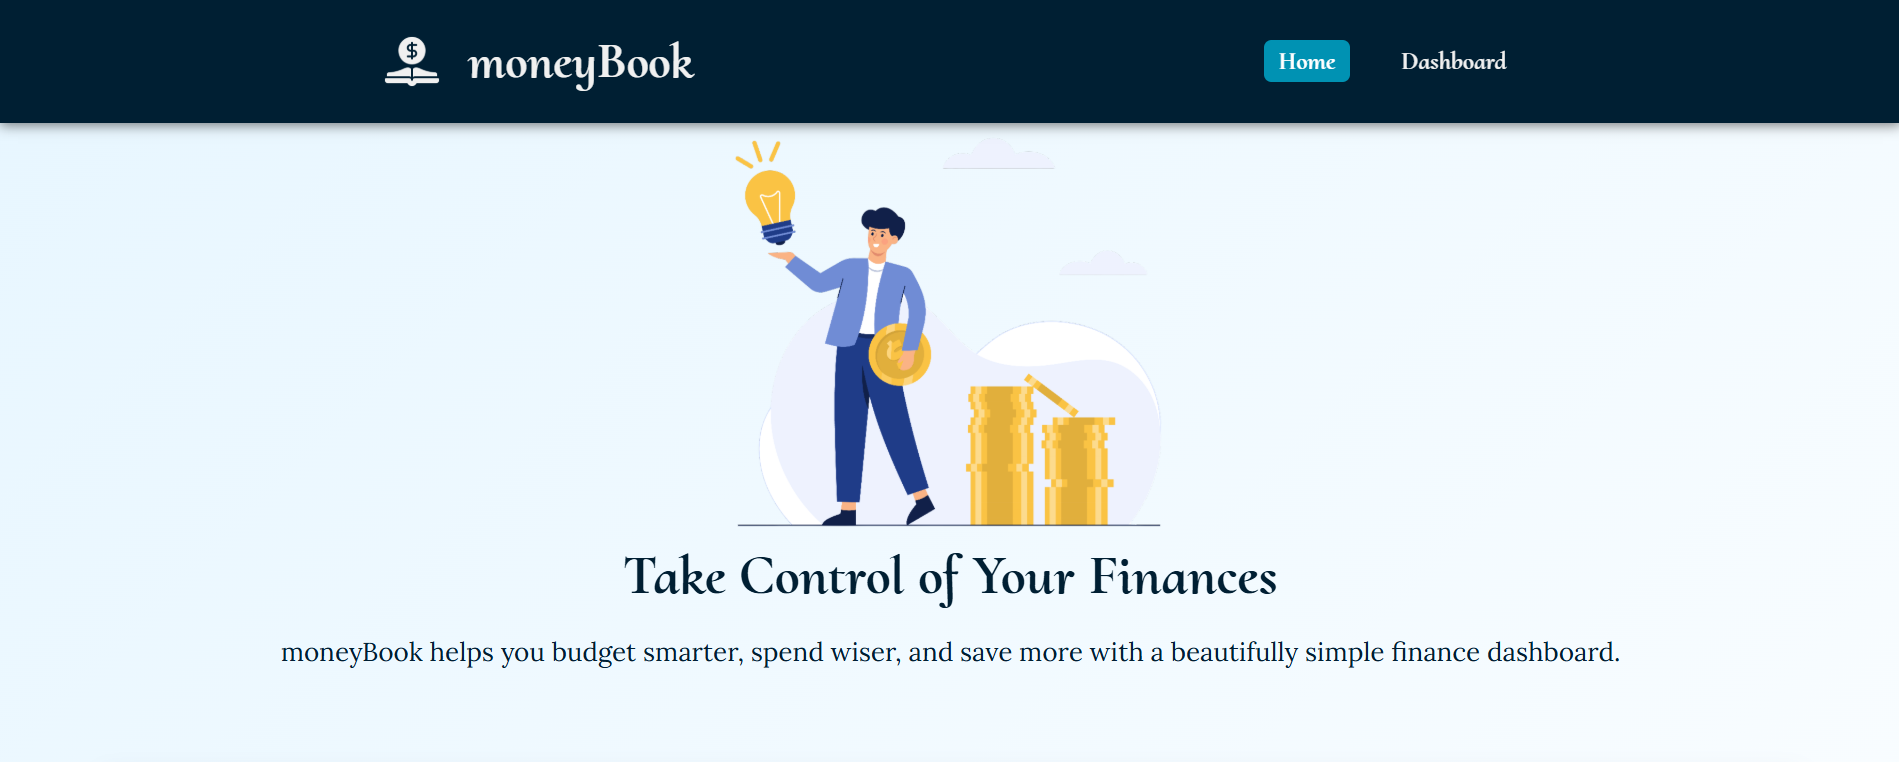 moneyBook
Home
Dashboard
Take Control of Your Finances
moneyBook helps you budget smarter, spend wiser, and save more with a beautifully simple finance dashboard.